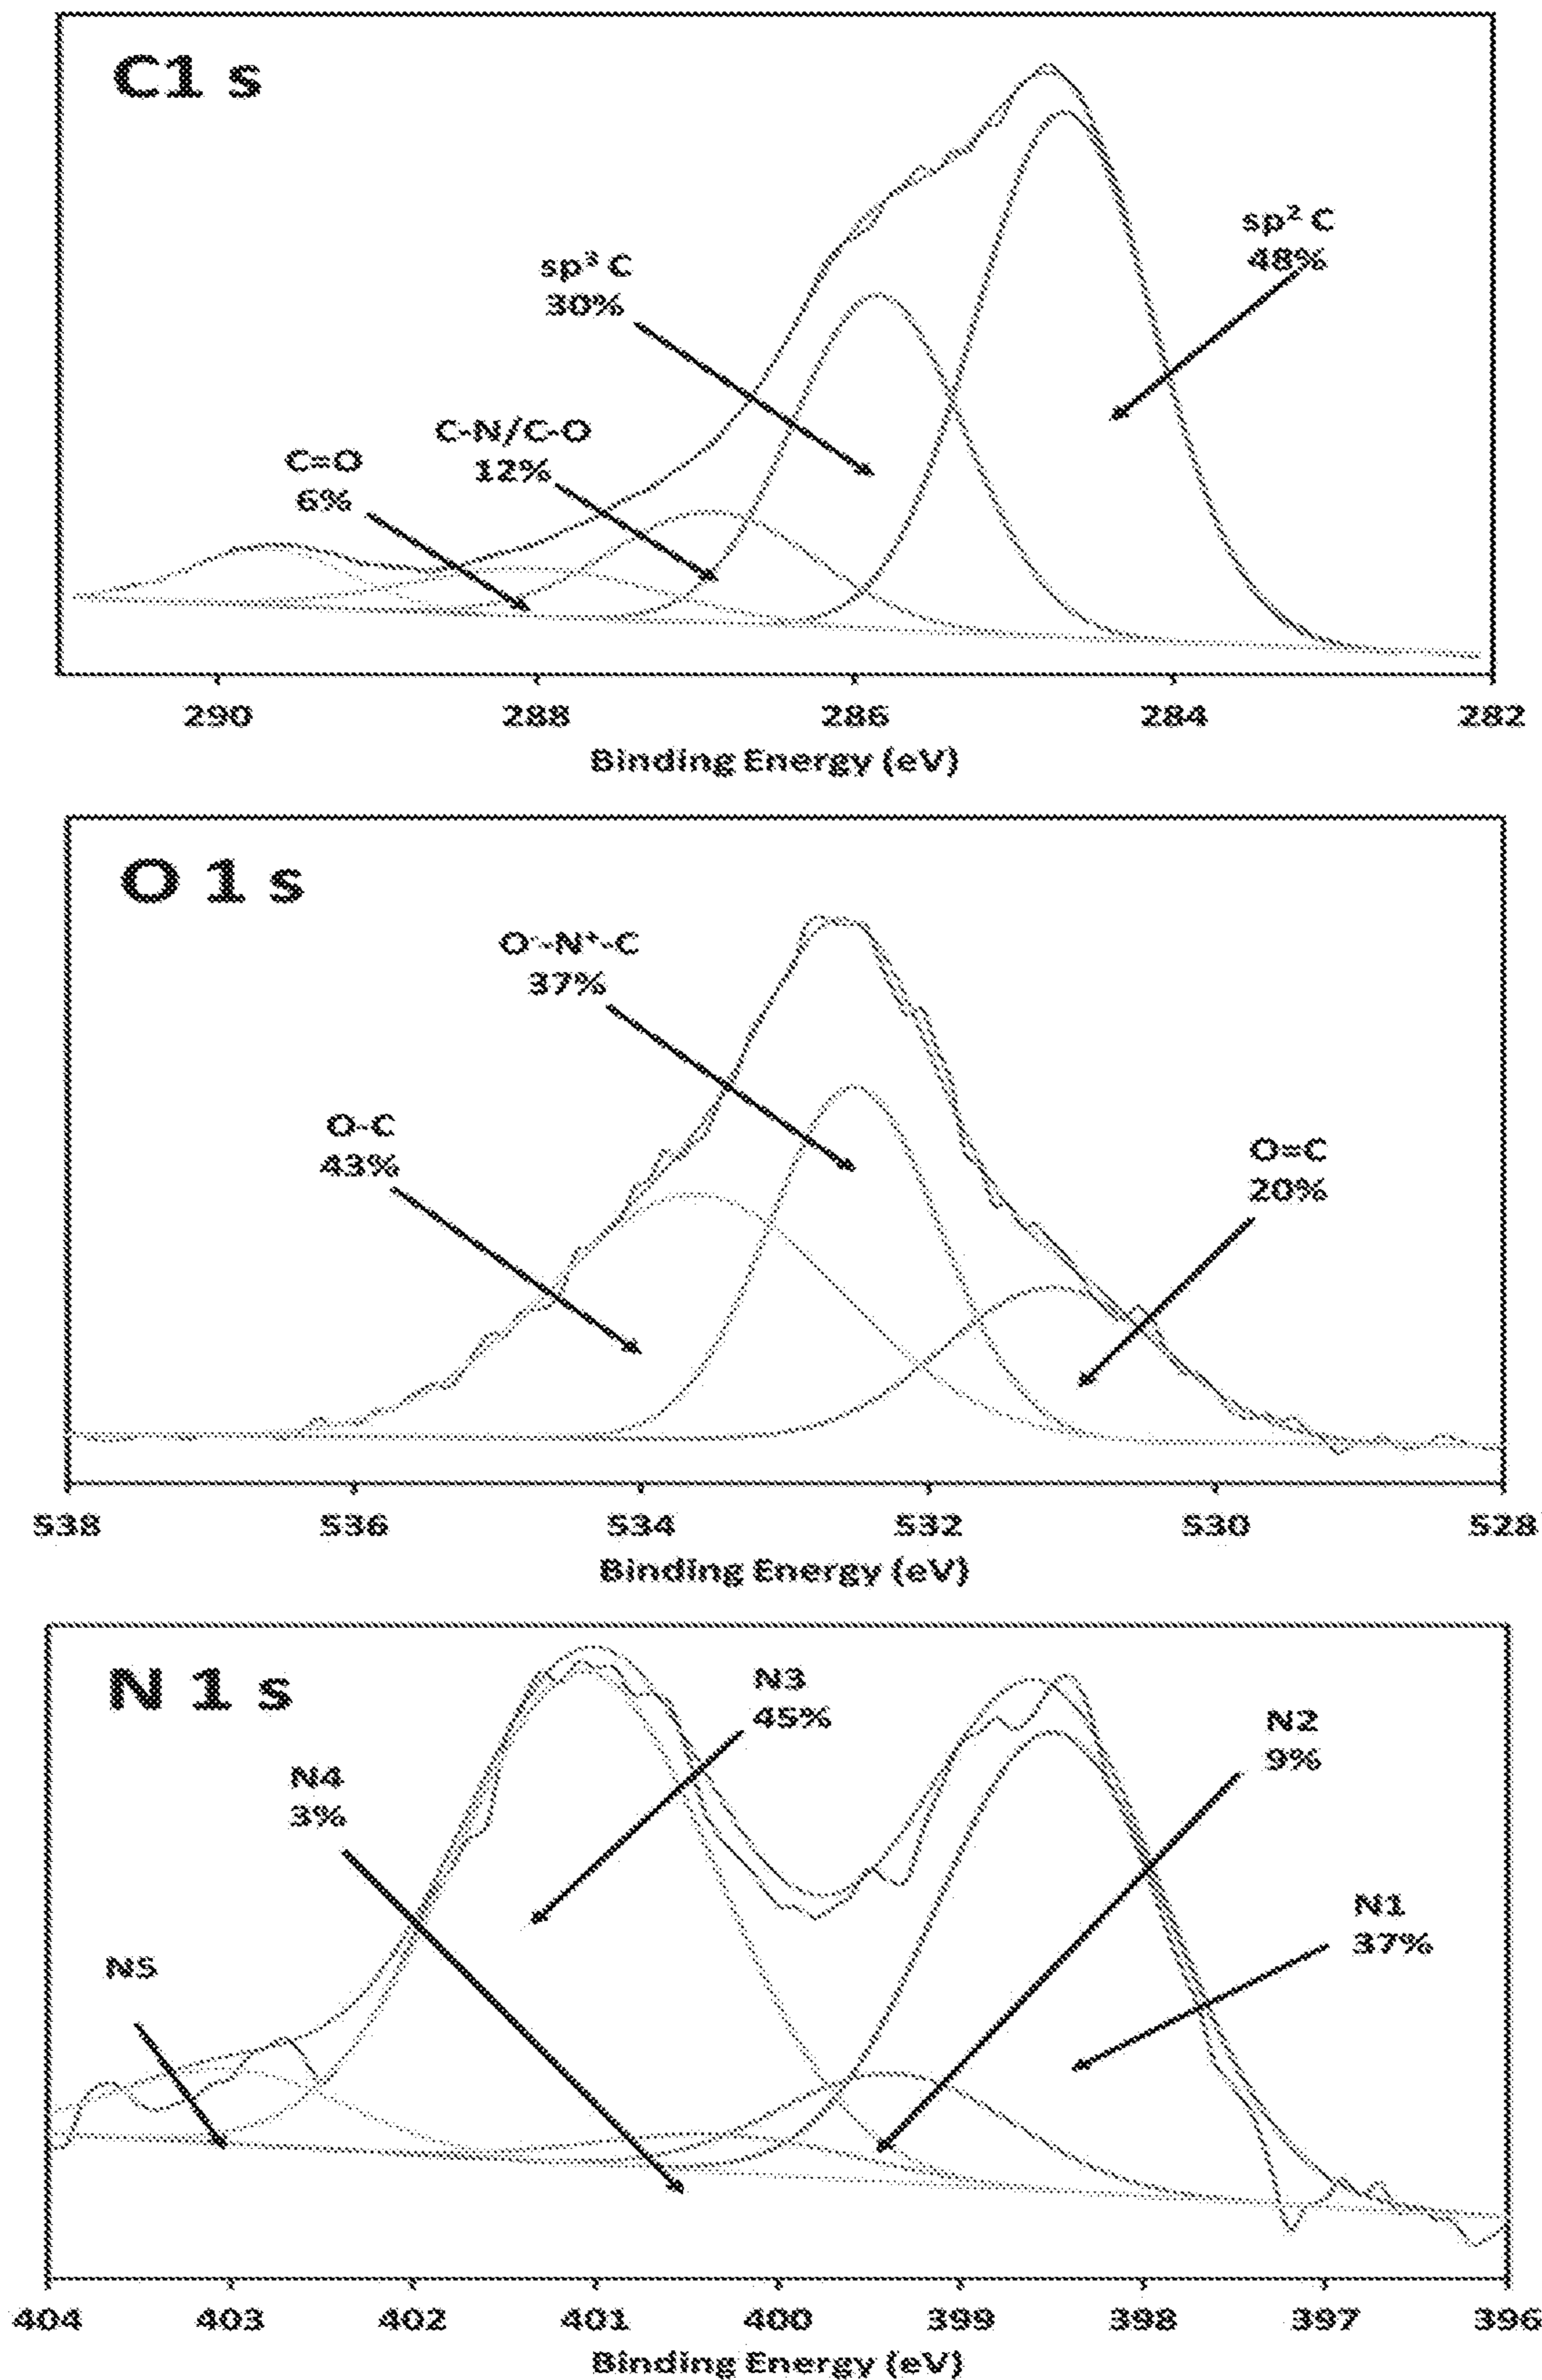 C1 s
sp² C
48%
sp³ C
30%
C-N/C-O
12%
C=O
6%
290 288 286 284 282
Binding Energy (eV)
O 1 s
O⁻-N⁺-C
37%
O-C
43%
O=C
20%
538 536 534 532 530 528
Binding Energy (eV)
N 1 s
N3
45%
N2
9%
N4
3%
N1
37%
N5
404 403 402 401 400 399 398 397 396
Binding Energy (eV)